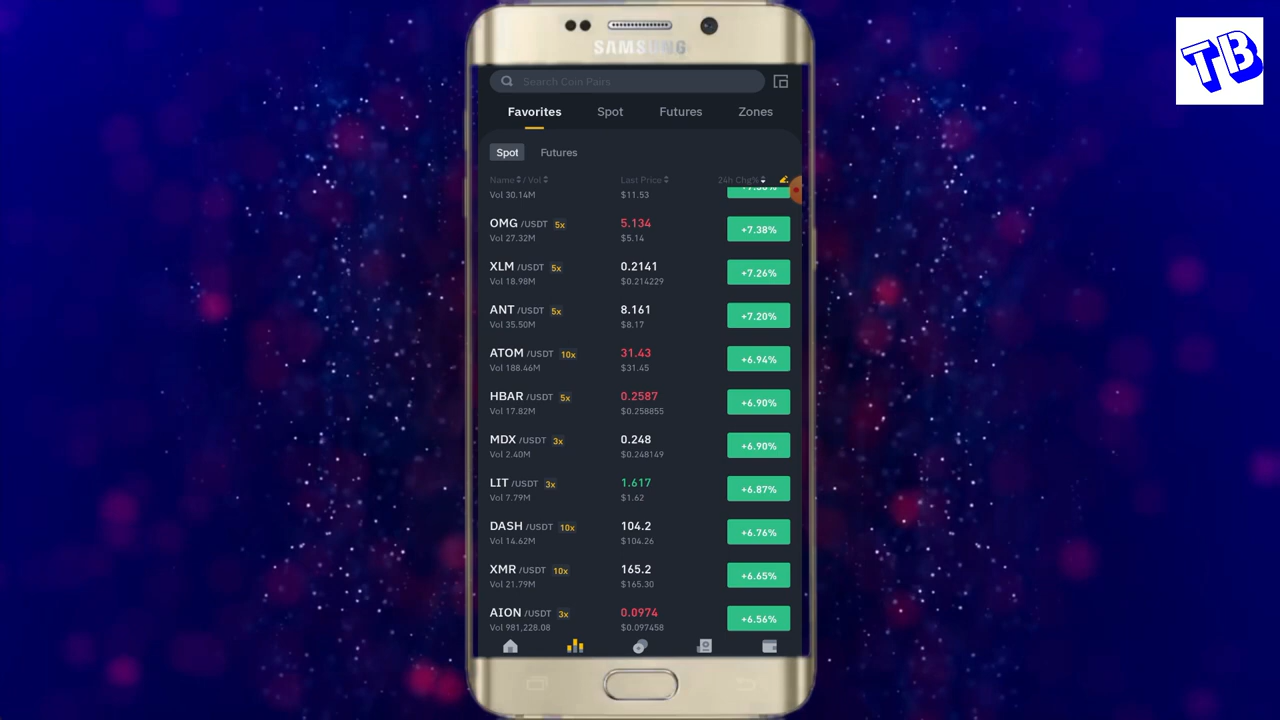 SAMSUNG
TB
Search Coin Pairs
Favorites Spot Futures Zones
Spot Futures
Name / Vol Last Price 24h Chg%
Vol 30.14M $11.53
OMG /USDT 5x 5.134 +7.38%
Vol 27.32M $5.14
XLM /USDT 5x 0.2141 +7.26%
Vol 18.98M $0.214229
ANT /USDT 5x 8.161 +7.20%
Vol 35.50M $8.17
ATOM /USDT 10x 31.43 +6.94%
Vol 188.46M $31.45
HBAR /USDT 5x 0.2587 +6.90%
Vol 17.82M $0.258855
MDX /USDT 3x 0.248 +6.90%
Vol 2.40M $0.248149
LIT /USDT 3x 1.617 +6.87%
Vol 7.79M $1.62
DASH /USDT 10x 104.2 +6.76%
Vol 14.62M $104.26
XMR /USDT 10x 165.2 +6.65%
Vol 21.79M $165.30
AION /USDT 3x 0.0974 +6.56%
Vol 981,228.08 $0.097458